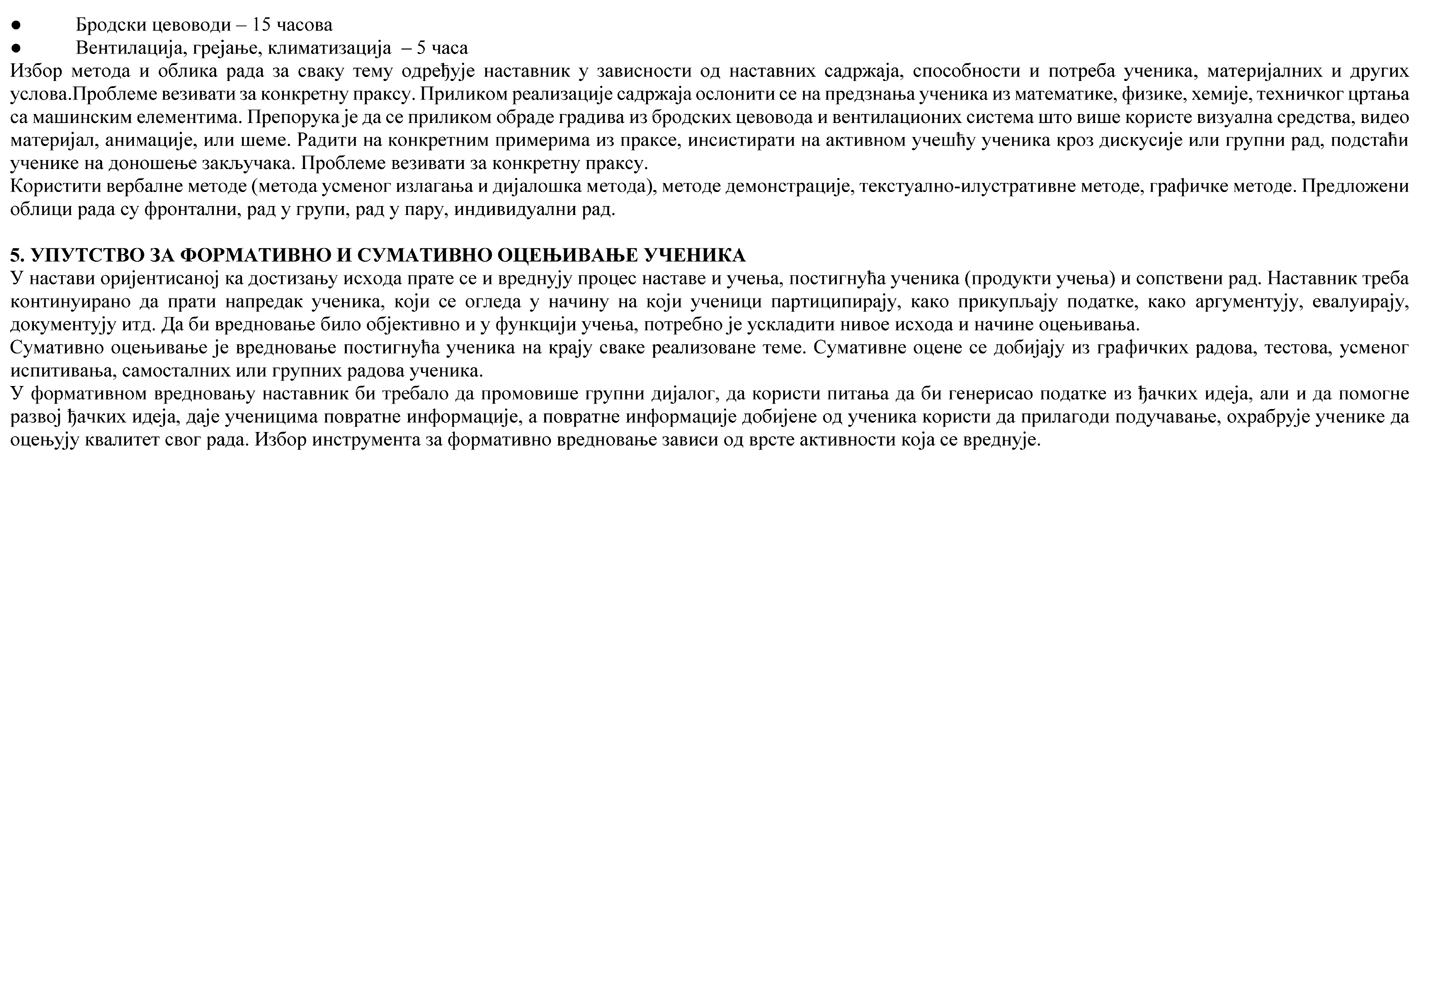 ● Бродски цевоводи – 15 часова
● Вентилација, грејање, климатизација – 5 часа
Избор метода и облика рада за сваку тему одређује наставник у зависности од наставних садржаја, способности и потреба ученика, материјалних и других
услова.Проблеме везивати за конкретну праксу. Приликом реализације садржаја ослонити се на предзнања ученика из математике, физике, хемије, техничког цртања
са машинским елементима. Препорука је да се приликом обраде градива из бродских цевовода и вентилационих система што више користе визуална средства, видео
материјал, анимације, или шеме. Радити на конкретним примерима из праксе, инсистирати на активном учешћу ученика кроз дискусије или групни рад, подстаћи
ученике на доношење закључака. Проблеме везивати за конкретну праксу.
Користити вербалне методе (метода усменог излагања и дијалошка метода), методе демонстрације, текстуално-илустративне методе, графичке методе. Предложени
облици рада су фронтални, рад у групи, рад у пару, индивидуални рад.
5. УПУТСТВО ЗА ФОРМАТИВНО И СУМАТИВНО ОЦЕЊИВАЊЕ УЧЕНИКА
У настави оријентисаној ка достизању исхода прате се и вреднују процес наставе и учења, постигнућа ученика (продукти учења) и сопствени рад. Наставник треба
континуирано да прати напредак ученика, који се огледа у начину на који ученици партиципирају, како прикупљају податке, како аргументују, евалуирају,
документују итд. Да би вредновање било објективно и у функцији учења, потребно је ускладити нивое исхода и начине оцењивања.
Сумативно оцењивање је вредновање постигнућа ученика на крају сваке реализоване теме. Сумативне оцене се добијају из графичких радова, тестова, усменог
испитивања, самосталних или групних радова ученика.
У формативном вредновању наставник би требало да промовише групни дијалог, да користи питања да би генерисао податке из ђачких идеја, али и да помогне
развој ђачких идеја, даје ученицима повратне информације, а повратне информације добијене од ученика користи да прилагоди подучавање, охрабрује ученике да
оцењују квалитет свог рада. Избор инструмента за формативно вредновање зависи од врсте активности која се вреднује.